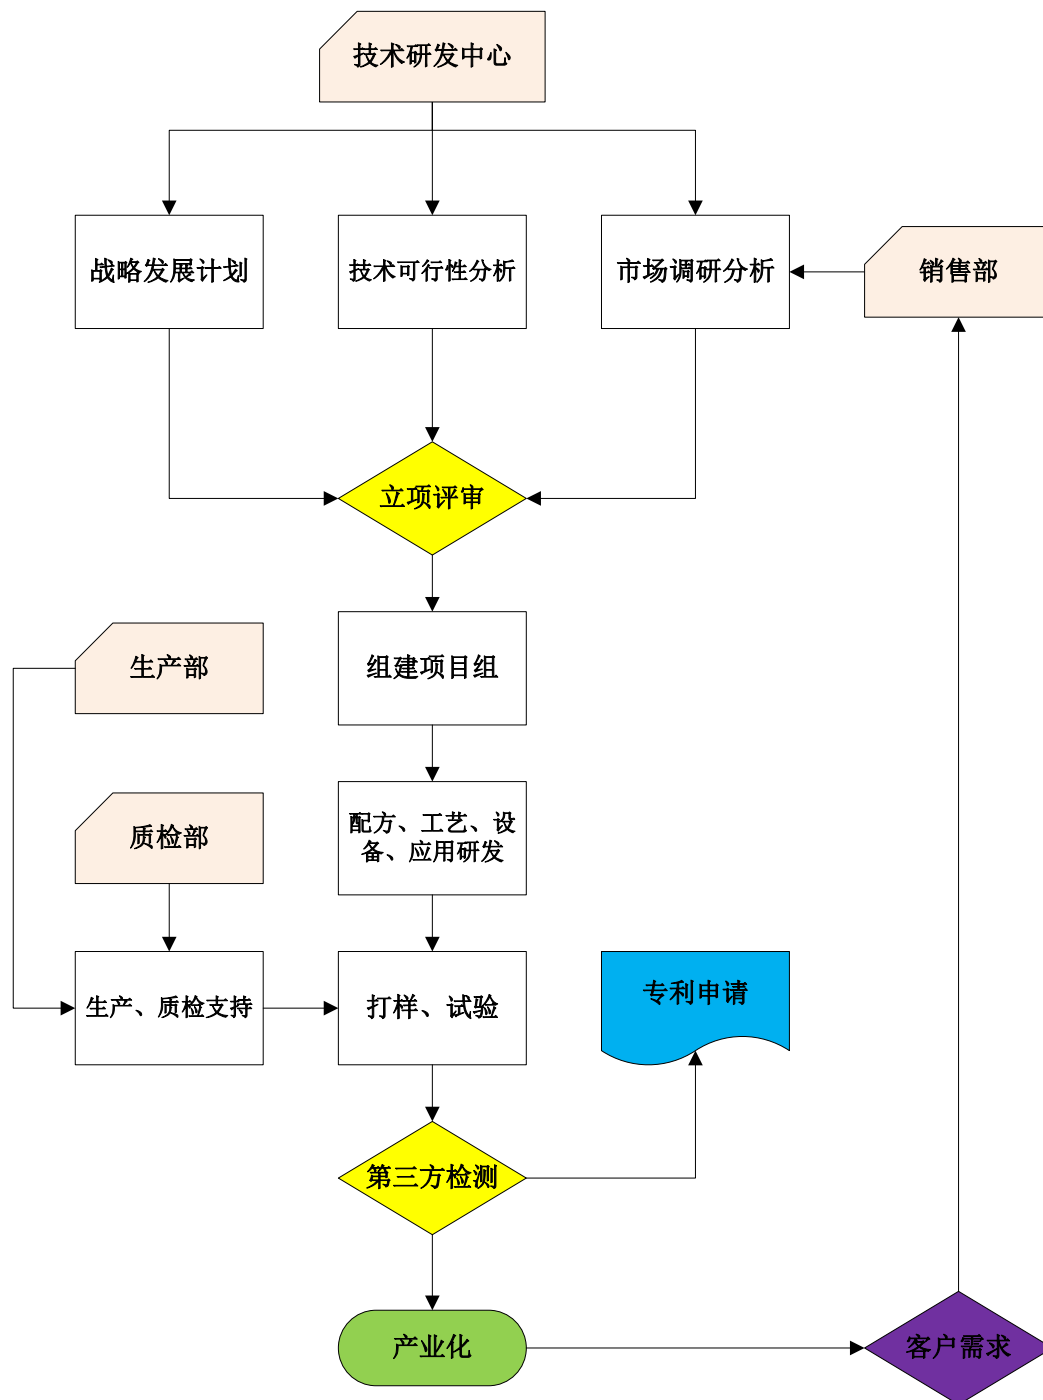 技术研发中心
战略发展计划
技术可行性分析
市场调研分析
销售部
立项评审
生产部
组建项目组
质检部
配方、工艺、设
备、应用研发
生产、质检支持
打样、试验
专利申请
第三方检测
产业化
客户需求